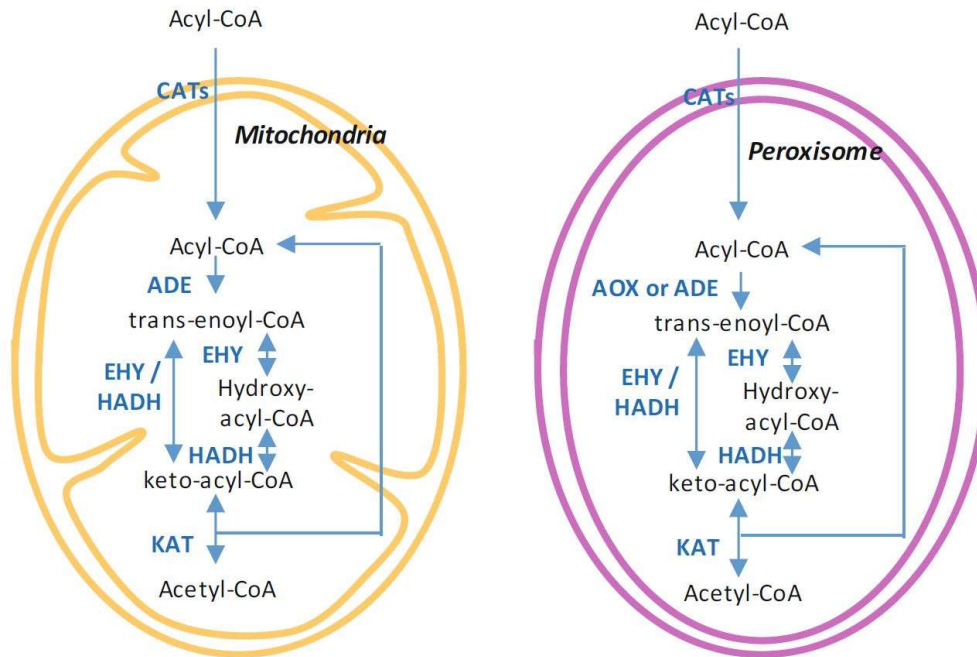 Acyl-CoA
CATs
Mitochondria
Acyl-CoA
ADE
trans-enoyl-CoA
EHY
EHY /
HADH
Hydroxy-
acyl-CoA
HADH
keto-acyl-CoA
KAT
Acetyl-CoA
Acyl-CoA
CATs
Peroxisome
Acyl-CoA
AOX or ADE
trans-enoyl-CoA
EHY
EHY /
HADH
Hydroxy-
acyl-CoA
HADH
keto-acyl-CoA
KAT
Acetyl-CoA